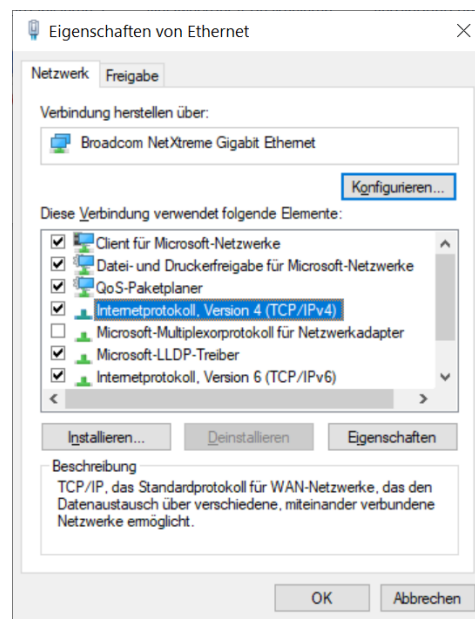 Eigenschaften von Ethernet
Netzwerk Freigabe
Verbindung herstellen über:
Broadcom NetXtreme Gigabit Ethernet
Konfigurieren...
Diese Verbindung verwendet folgende Elemente:
Client für Microsoft-Netzwerke
Datei- und Druckerfreigabe für Microsoft-Netzwerke
QoS-Paketplaner
Internetprotokoll, Version 4 (TCP/IPv4)
Microsoft-Multiplexorprotokoll für Netzwerkadapter
Microsoft-LLDP-Treiber
Internetprotokoll, Version 6 (TCP/IPv6)
Installieren... Deinstallieren Eigenschaften
Beschreibung
TCP/IP, das Standardprotokoll für WAN-Netzwerke, das den
Datenaustausch über verschiedene, miteinander verbundene
Netzwerke ermöglicht.
OK Abbrechen